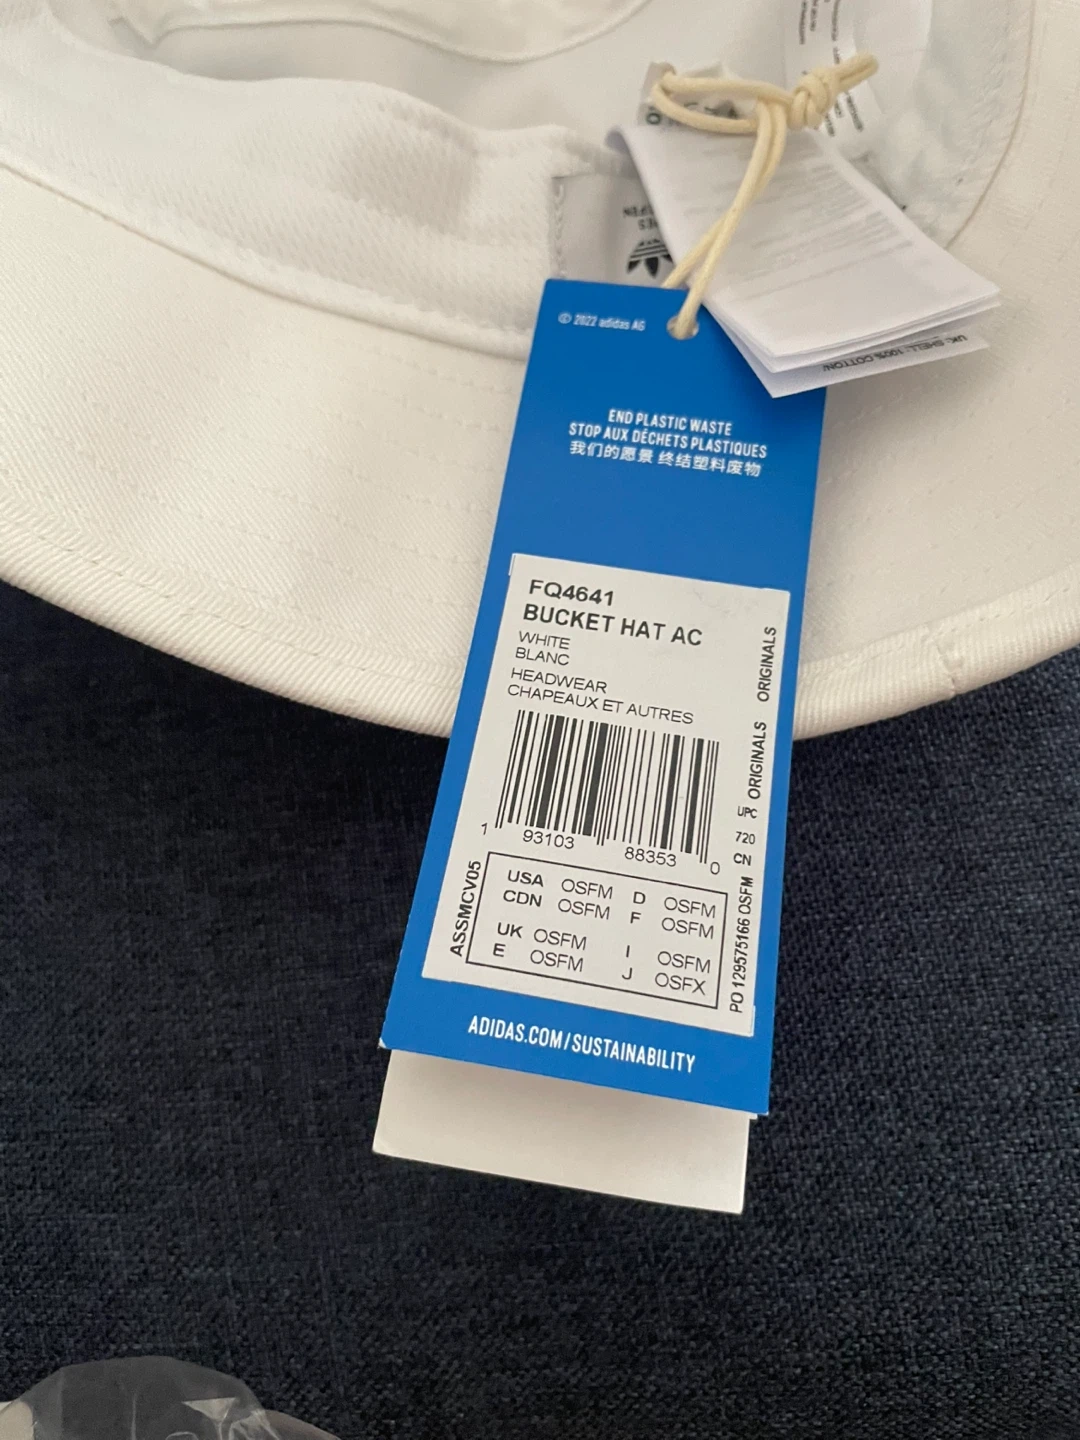 UK: SHELL: 100% COTTON/
© 2022 adidas AG
END PLASTIC WASTE
STOP AUX DÉCHETS PLASTIQUES
我们的愿景 终结塑料废物
FQ4641
BUCKET HAT AC
WHITE
BLANC
HEADWEAR
CHAPEAUX ET AUTRES
ORIGINALS ORIGINALS
1 93103 88353 0
UPC
720
CN
ASSMCV05
USA OSFM D OSFM
CDN OSFM F OSFM
UK OSFM I OSFM
E OSFM J OSFX
PO 129575166 OSFM
ADIDAS.COM/SUSTAINABILITY